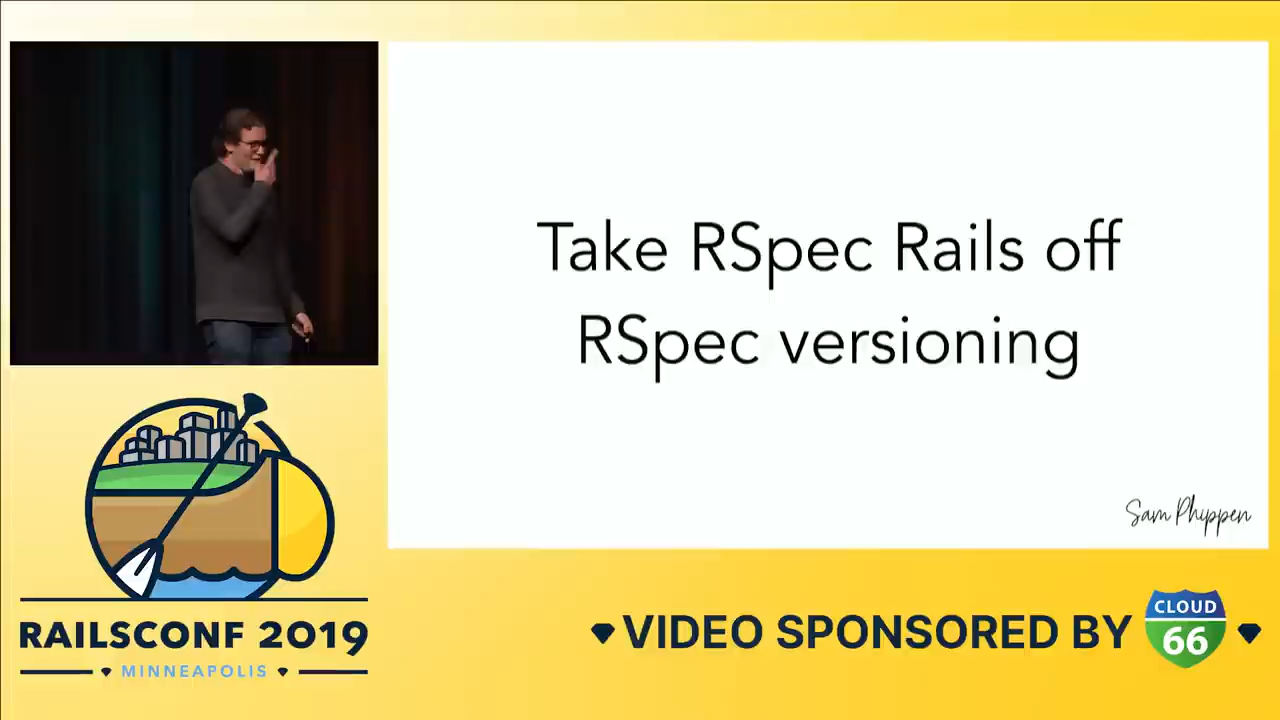 Take RSpec Rails off
RSpec versioning
Sam Phippen
RAILSCONF 2019
MINNEAPOLIS
VIDEO SPONSORED BY
CLOUD
66